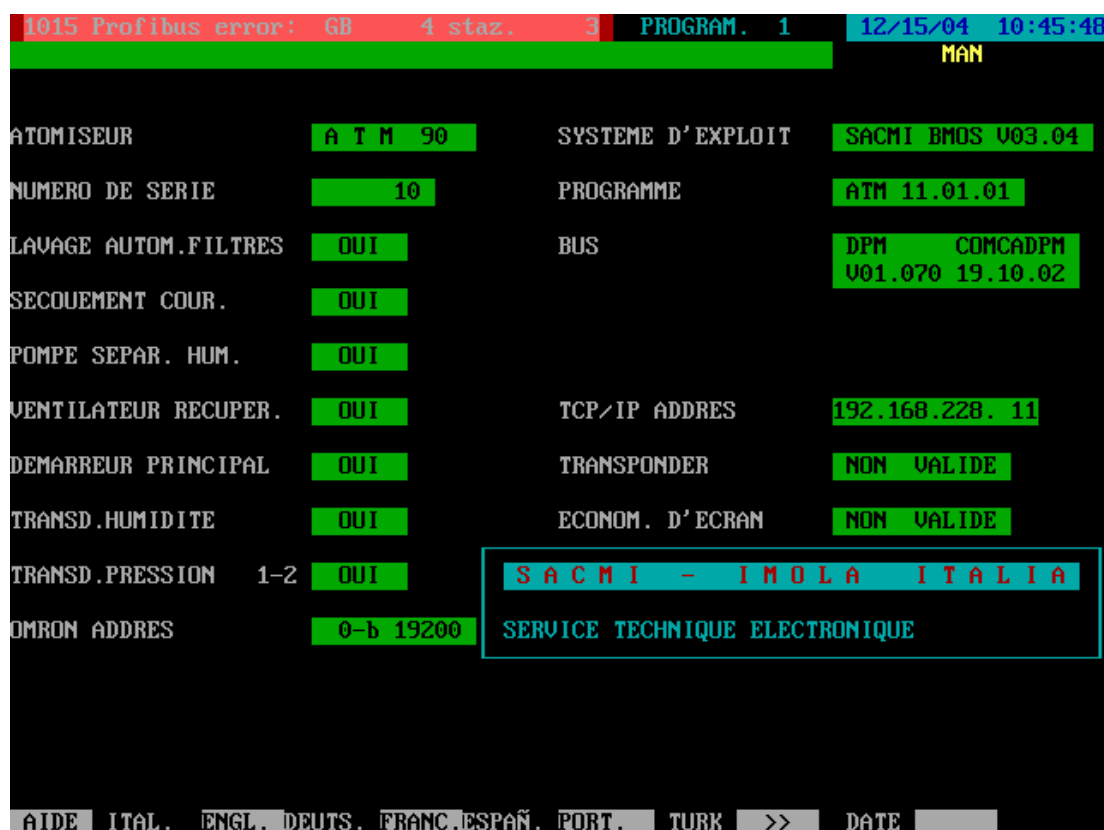 1015 Profibus error: GB 4 staz. 3 PROGRAM. 1 12/15/04 10:45:48
MAN
ATOMISEUR A T M 90 SYSTEME D'EXPLOIT SACMI BMOS V03.04
NUMERO DE SERIE 10 PROGRAMME ATM 11.01.01
LAVAGE AUTOM.FILTRES OUI BUS DPM COMCADPM
V01.070 19.10.02
SECOUEMENT COUR. OUI
POMPE SEPAR. HUM. OUI
VENTILATEUR RECUPER. OUI TCP/IP ADDRES 192.168.228. 11
DEMARREUR PRINCIPAL OUI TRANSPONDER NON VALIDE
TRANSD.HUMIDITE OUI ECONOM. D'ECRAN NON VALIDE
TRANSD.PRESSION 1-2 OUI S A C M I - I M O L A I T A L I A
OMRON ADDRES 0-b 19200 SERVICE TECHNIQUE ELECTRONIQUE
AIDE ITAL. ENGL. DEUTS. FRANC. ESPAÑ. PORT. TURK >> DATE